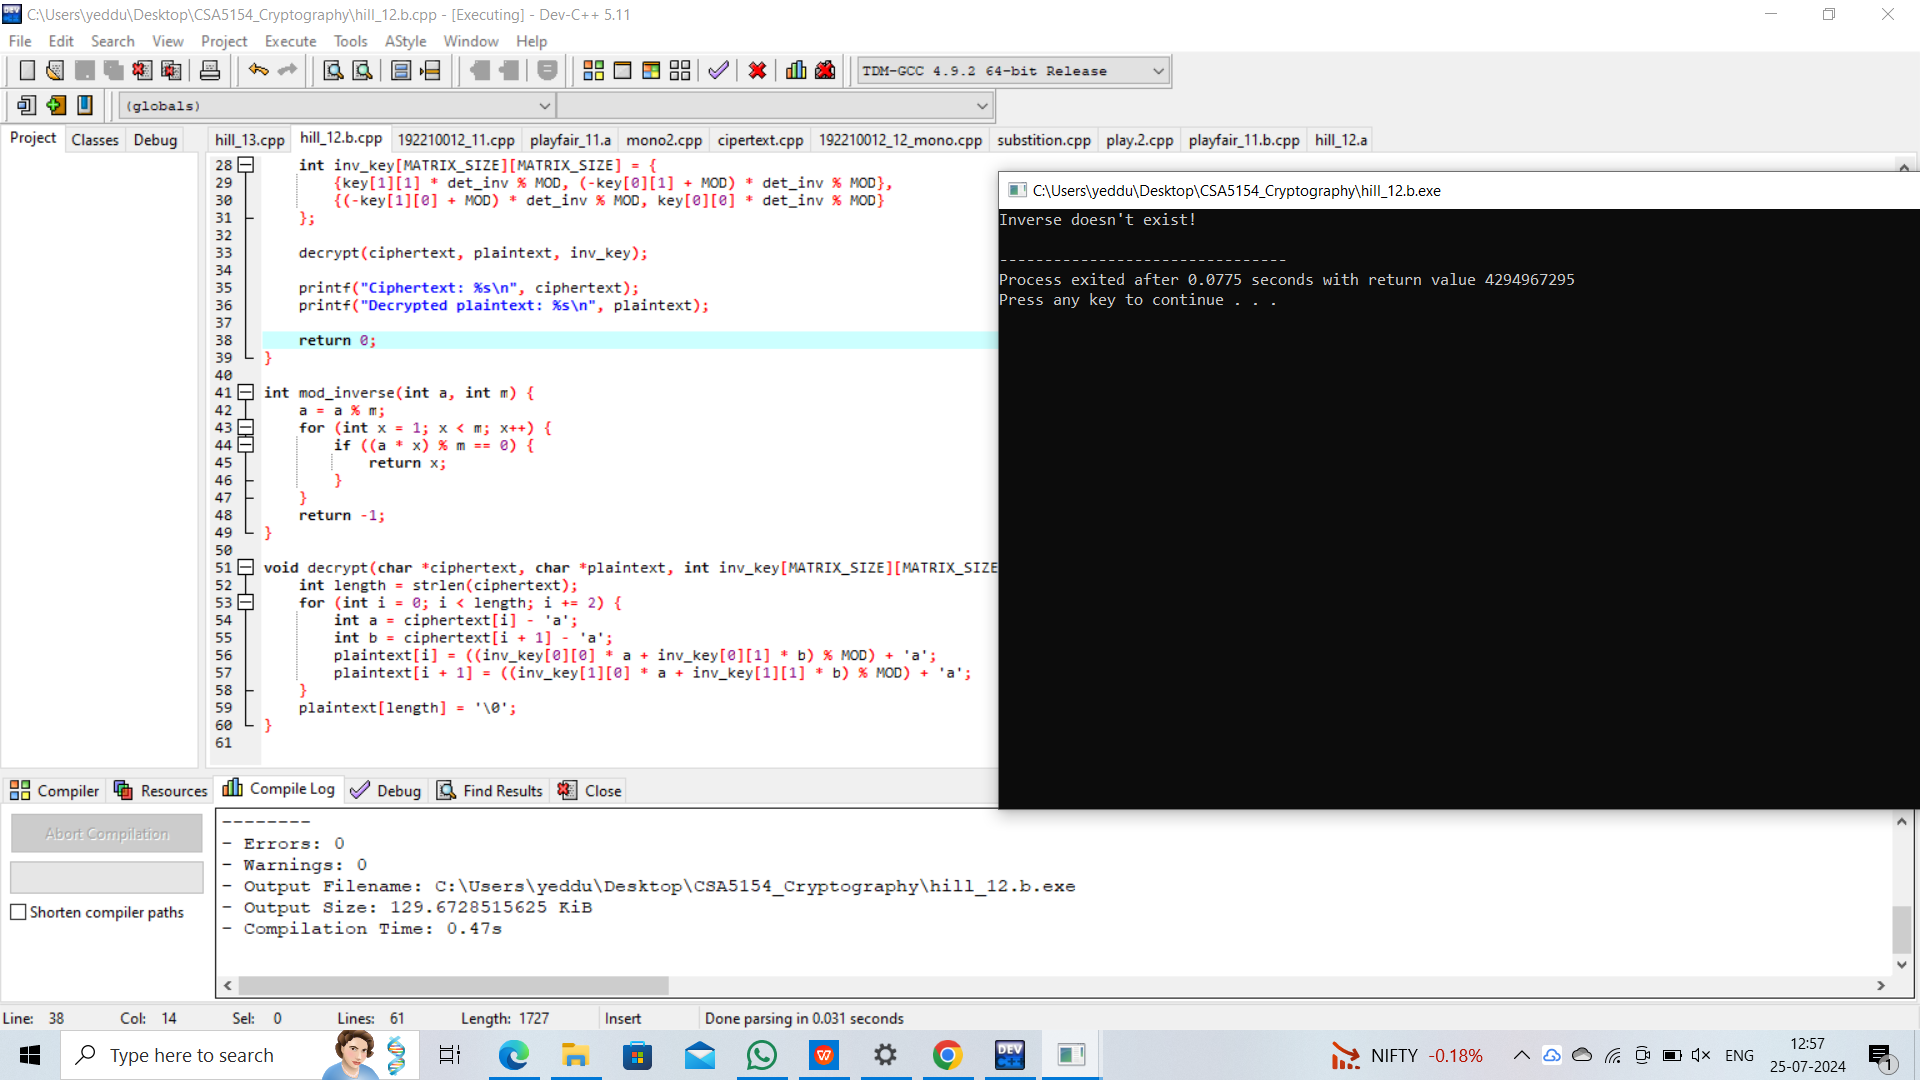 C:\Users\yeddu\Desktop\CSA5154_Cryptography\hill_12.b.cpp - [Executing] - Dev-C++ 5.11
File Edit Search View Project Execute Tools AStyle Window Help
TDM-GCC 4.9.2 64-bit Release
(globals)
Project Classes Debug
hill_13.cpp hill_12.b.cpp 192210012_11.cpp playfair_11.a mono2.cpp cipertext.cpp 192210012_12_mono.cpp substition.cpp play.2.cpp playfair_11.b.cpp hill_12.a
28 int inv_key[MATRIX_SIZE][MATRIX_SIZE] = {
29 {key[1][1] * det_inv % MOD, (-key[0][1] + MOD) * det_inv % MOD},
30 {(-key[1][0] + MOD) * det_inv % MOD, key[0][0] * det_inv % MOD}
31 };
32
33 decrypt(ciphertext, plaintext, inv_key);
34
35 printf("Ciphertext: %s\n", ciphertext);
36 printf("Decrypted plaintext: %s\n", plaintext);
37
38 return 0;
39 }
40
41 int mod_inverse(int a, int m) {
42 a = a % m;
43 for (int x = 1; x < m; x++) {
44 if ((a * x) % m == 0) {
45 return x;
46 }
47 }
48 return -1;
49 }
50
51 void decrypt(char *ciphertext, char *plaintext, int inv_key[MATRIX_SIZE][MATRIX_SIZE
52 int length = strlen(ciphertext);
53 for (int i = 0; i < length; i += 2) {
54 int a = ciphertext[i] - 'a';
55 int b = ciphertext[i + 1] - 'a';
56 plaintext[i] = ((inv_key[0][0] * a + inv_key[0][1] * b) % MOD) + 'a';
57 plaintext[i + 1] = ((inv_key[1][0] * a + inv_key[1][1] * b) % MOD) + 'a';
58 }
59 plaintext[length] = '\0';
60 }
61
C:\Users\yeddu\Desktop\CSA5154_Cryptography\hill_12.b.exe
Inverse doesn't exist!
--------------------------------
Process exited after 0.0775 seconds with return value 4294967295
Press any key to continue . . .
Compiler Resources Compile Log Debug Find Results Close
Abort Compilation
Shorten compiler paths
--------
- Errors: 0
- Warnings: 0
- Output Filename: C:\Users\yeddu\Desktop\CSA5154_Cryptography\hill_12.b.exe
- Output Size: 129.6728515625 KiB
- Compilation Time: 0.47s
Line: 38 Col: 14 Sel: 0 Lines: 61 Length: 1727 Insert Done parsing in 0.031 seconds
Type here to search
DEV
NIFTY -0.18%
ENG
12:57
25-07-2024
1